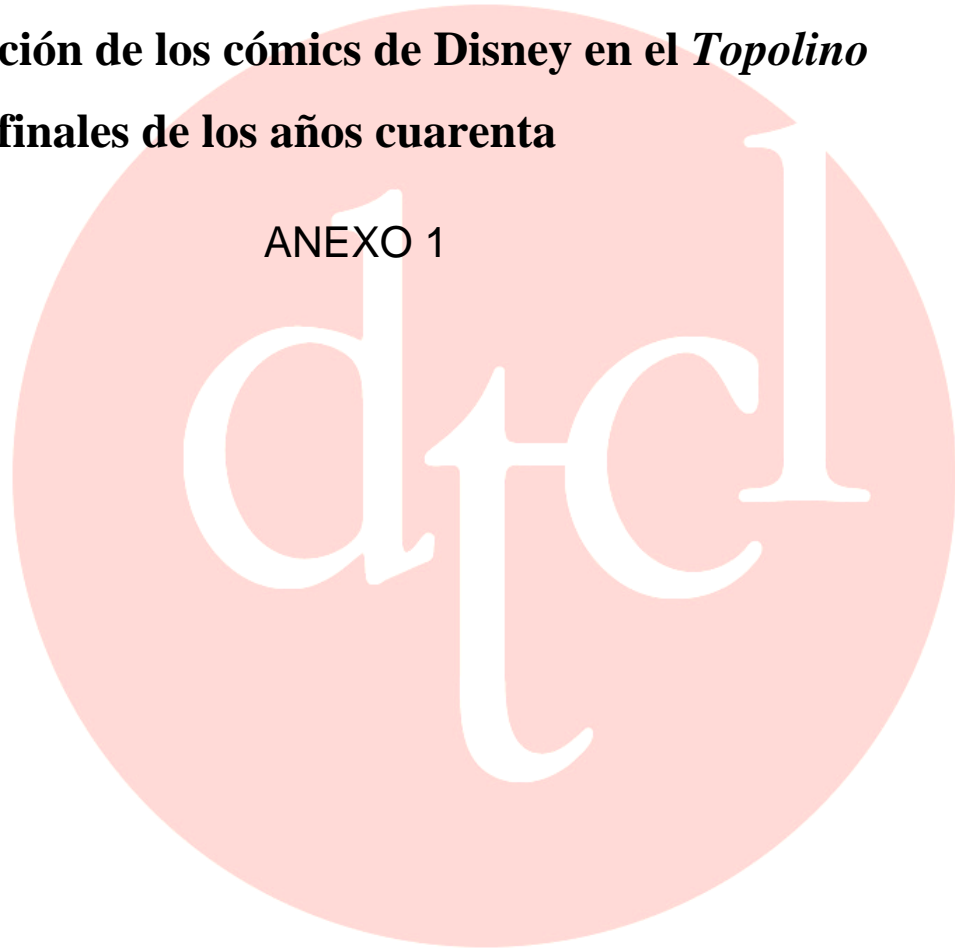 ción de los cómics de Disney en el Topolino
finales de los años cuarenta
ANEXO 1
dtcl